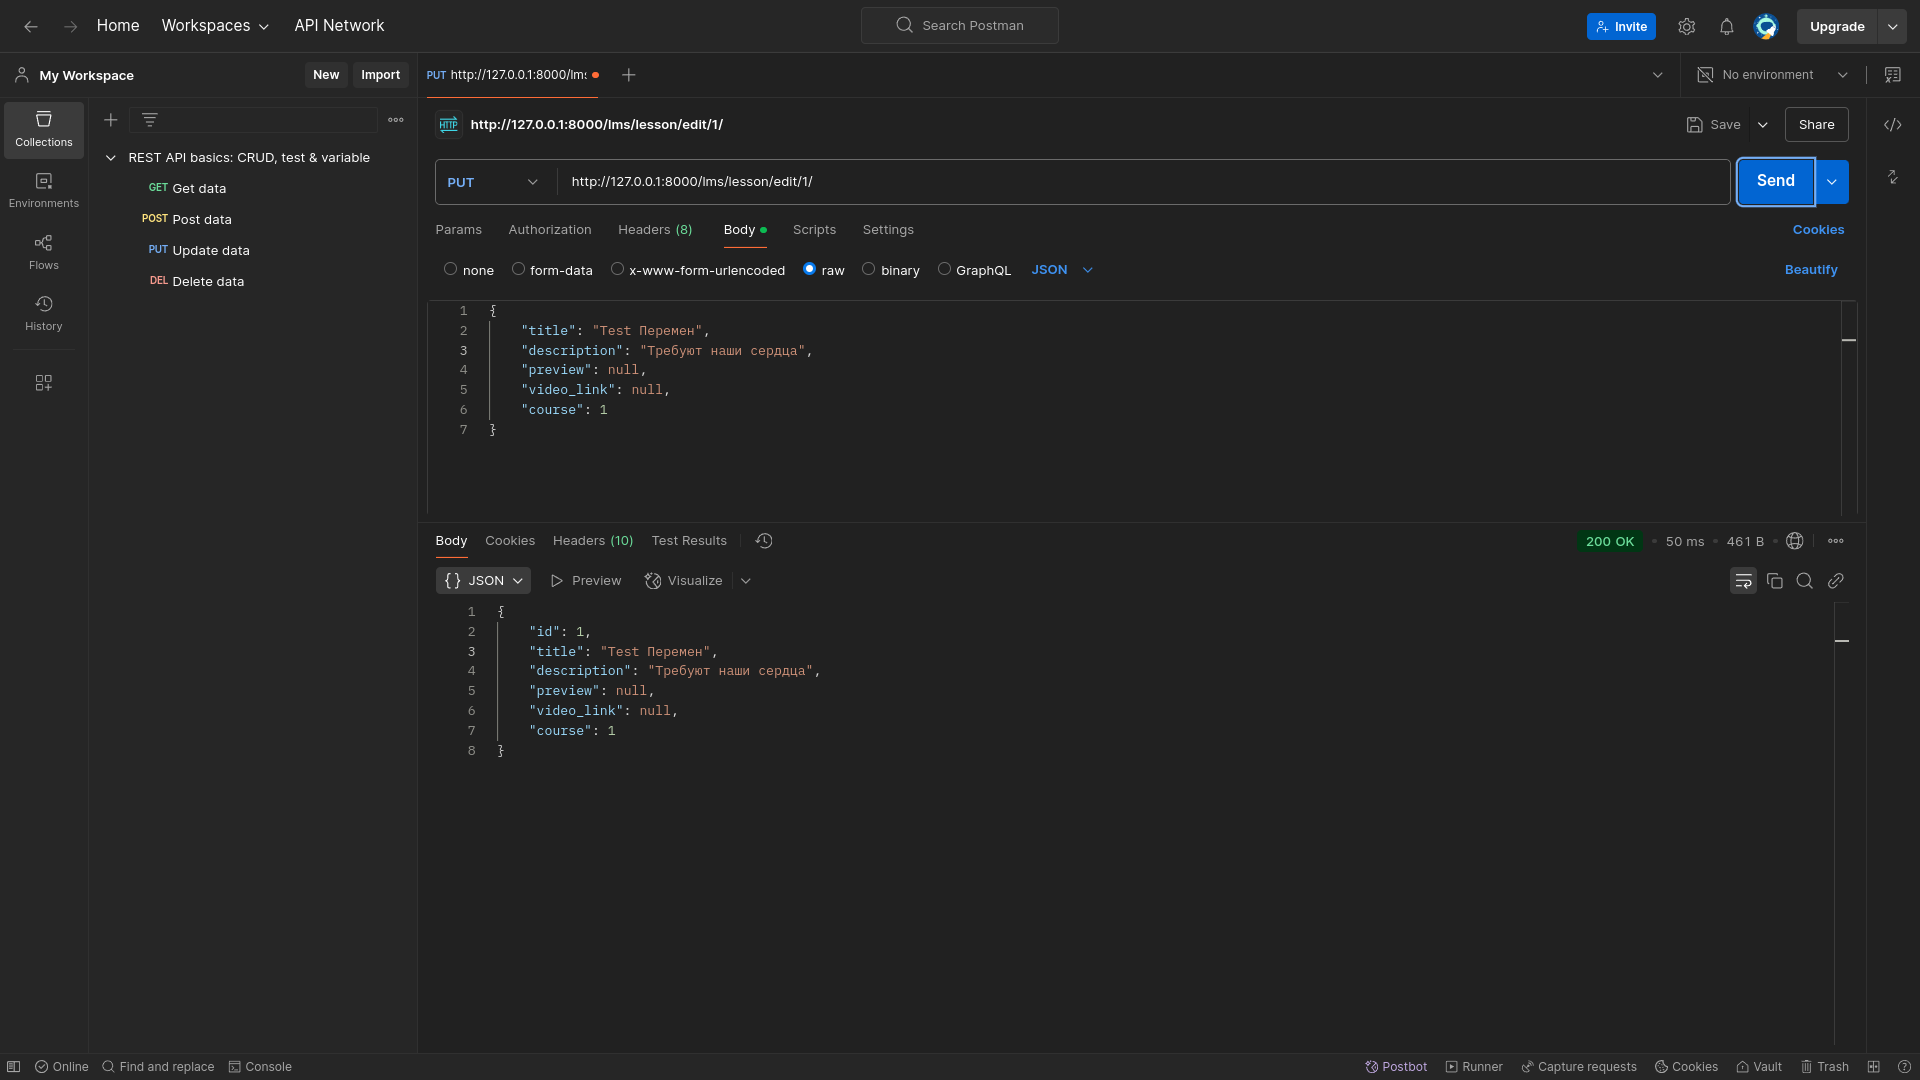 Home Workspaces API Network Search Postman Invite Upgrade
My Workspace New Import PUT http://127.0.0.1:8000/lms No environment
Collections
Environments
Flows
History
REST API basics: CRUD, test & variable
GET Get data
POST Post data
PUT Update data
DEL Delete data
HTTP http://127.0.0.1:8000/lms/lesson/edit/1/ Save Share
PUT http://127.0.0.1:8000/lms/lesson/edit/1/ Send
Params Authorization Headers (8) Body Scripts Settings Cookies
none form-data x-www-form-urlencoded raw binary GraphQL JSON Beautify
1 {
2 "title": "Test Перемен",
3 "description": "Требуют наши сердца",
4 "preview": null,
5 "video_link": null,
6 "course": 1
7 }
Body Cookies Headers (10) Test Results 200 OK 50 ms 461 B
{} JSON Preview Visualize
1 {
2 "id": 1,
3 "title": "Test Перемен",
4 "description": "Требуют наши сердца",
5 "preview": null,
6 "video_link": null,
7 "course": 1
8 }
Online Find and replace Console Postbot Runner Capture requests Cookies Vault Trash